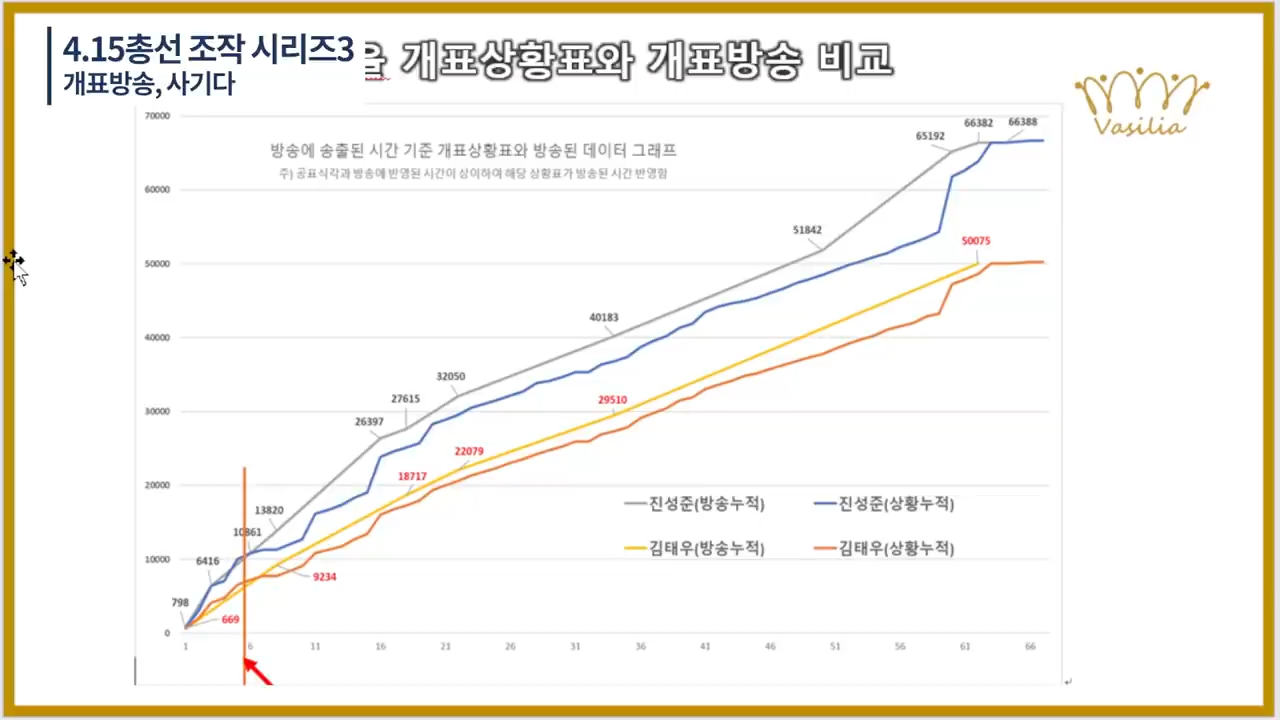 4.15총선 조작 시리즈3
개표방송, 사기다
을 개표상황표와 개표방송 비교
Vasilia
방송에 송출된 시간 기준 개표상황표와 방송된 데이터 그래프
주) 공표식각과 방송에 반영된 시간이 상이하여 해당 상황표가 방송된 시간 반영함
70000
60000
50000
40000
30000
20000
10000
0
798
6416
10861
13820
26397
27615
32050
40183
51842
65192
66382
66388
669
9234
18717
22079
29510
50075
진성준(방송누적)
진성준(상황누적)
김태우(방송누적)
김태우(상황누적)
1 6 11 16 21 26 31 36 41 46 51 56 61 66